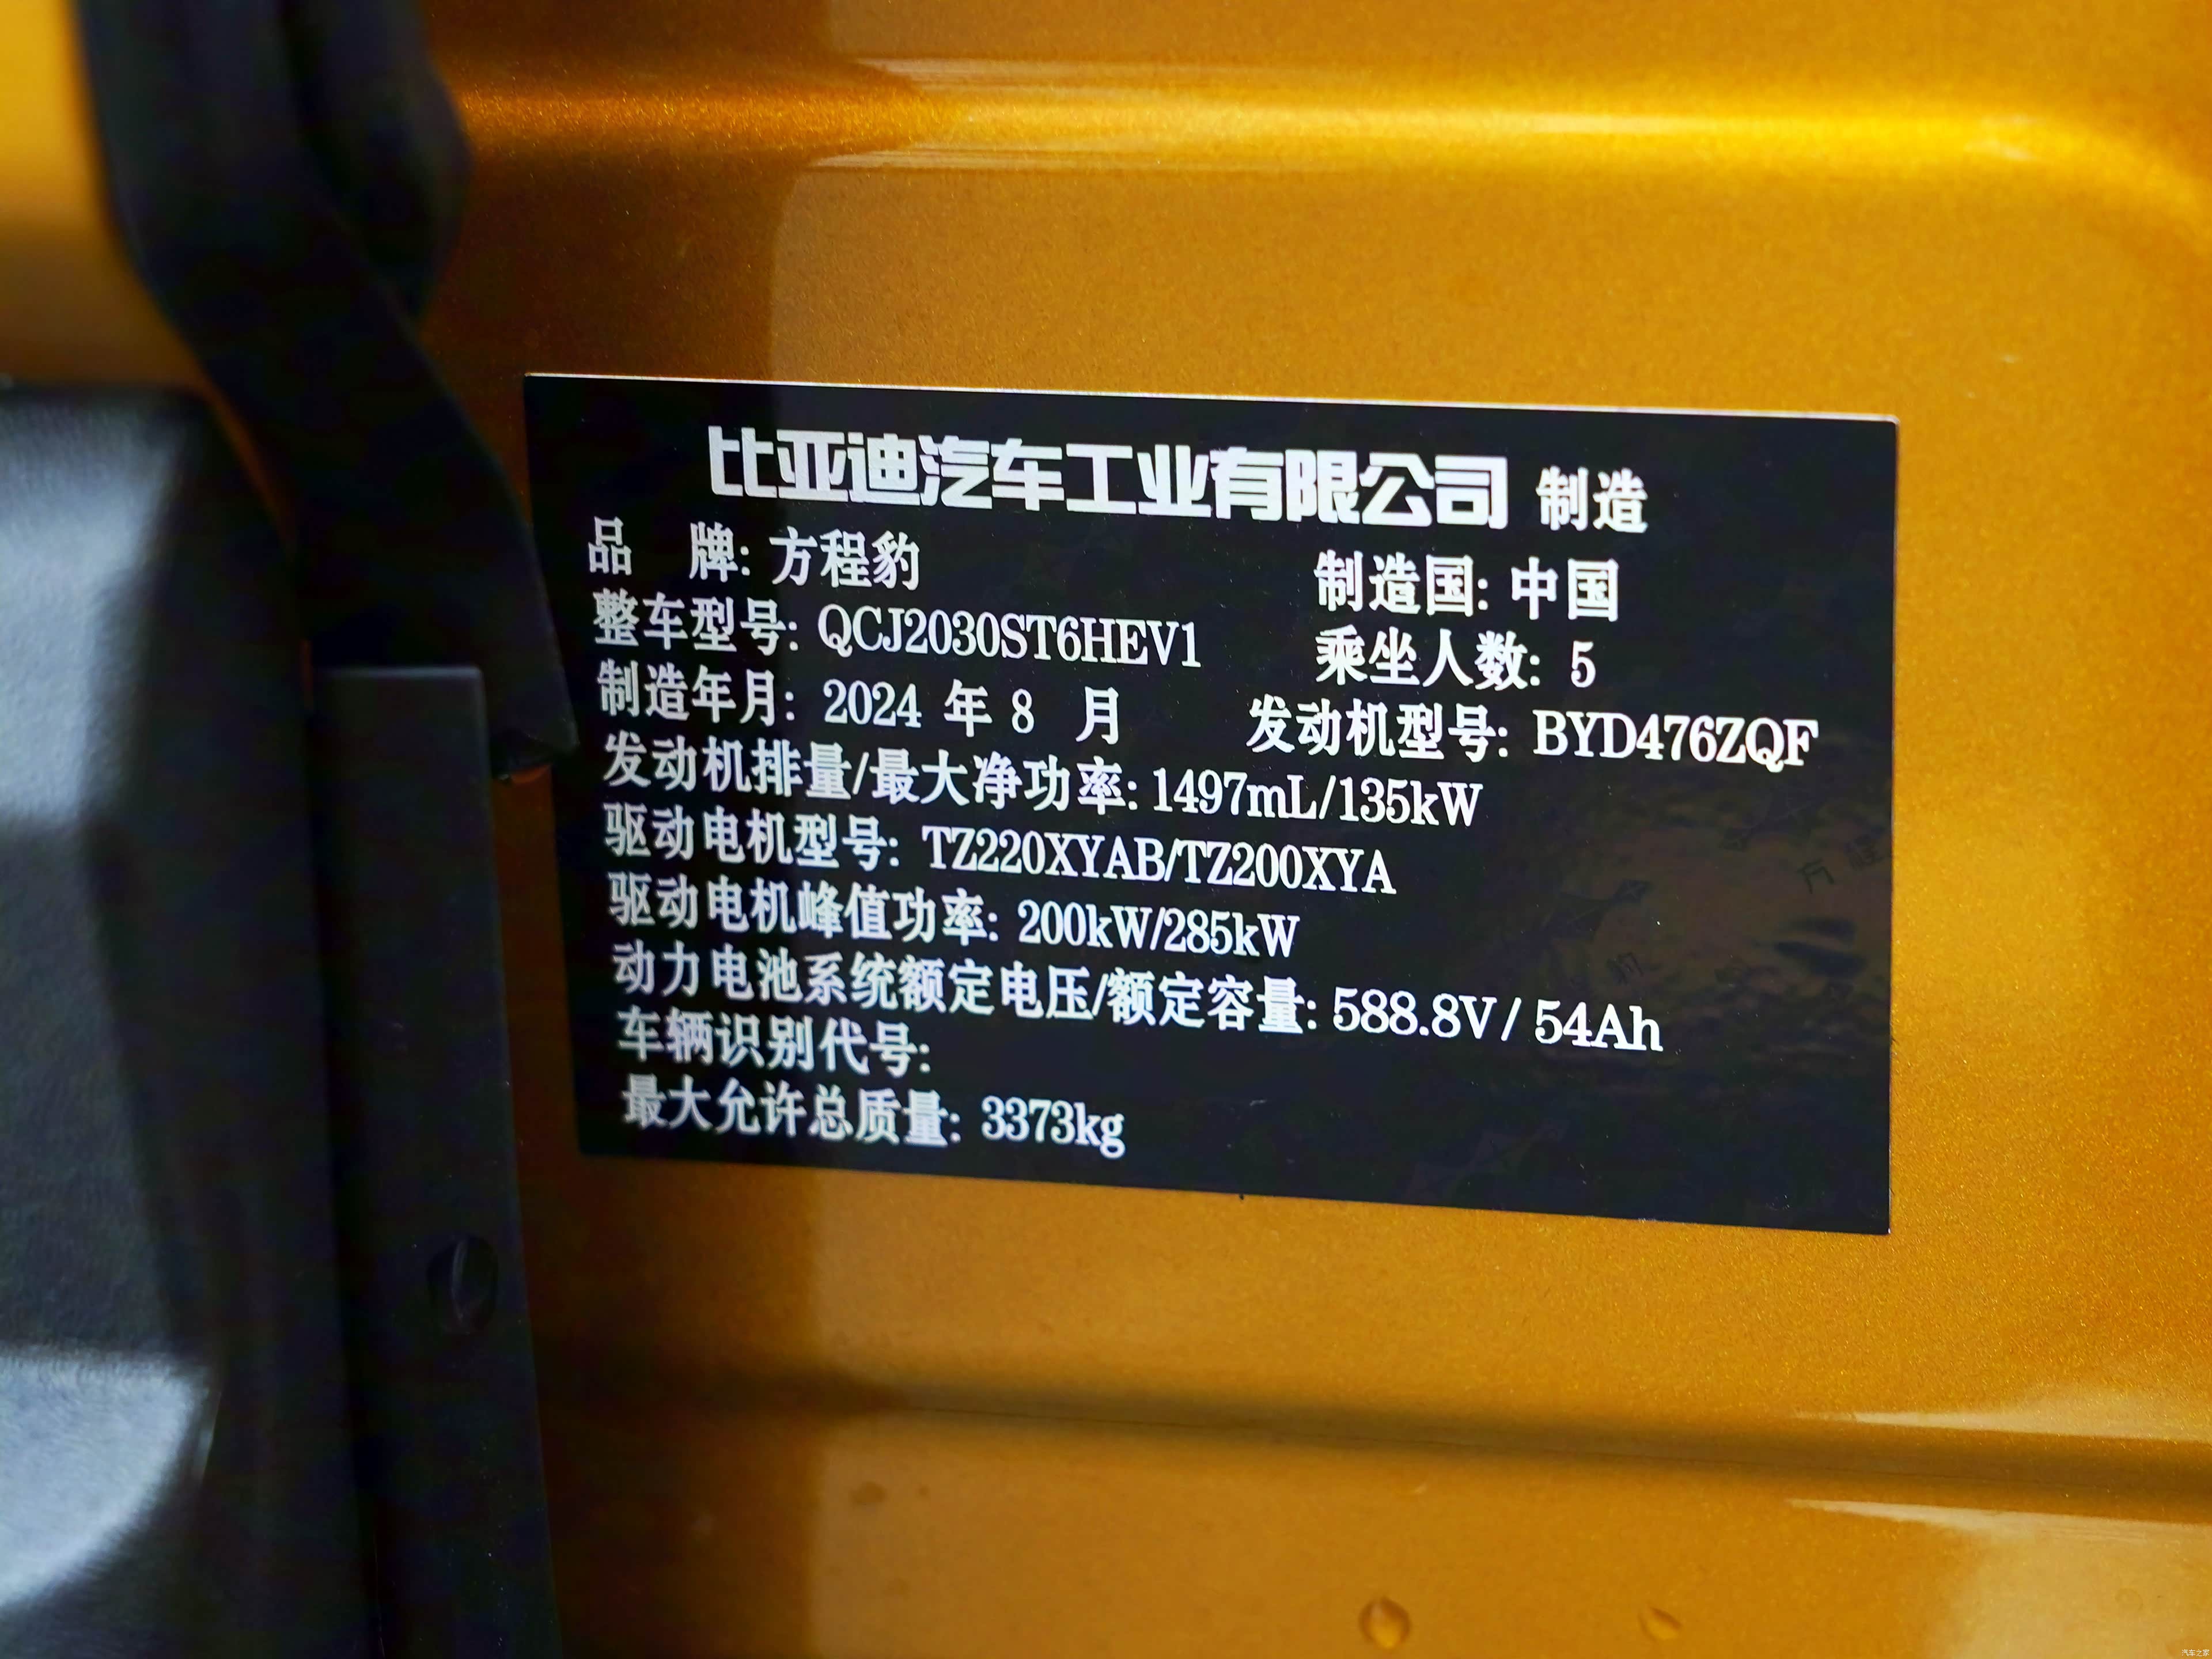 比亚迪汽车工业有限公司 制造
品 牌: 方程豹 制造国: 中国
整车型号: QCJ2030ST6HEV1 乘坐人数: 5
制造年月: 2024 年 8 月 发动机型号: BYD476ZQF
发动机排量/最大净功率: 1497mL/135kW
驱动电机型号: TZ220XYAB/TZ200XYA
驱动电机峰值功率: 200kW/285kW
动力电池系统额定电压/额定容量: 588.8V/ 54Ah
车辆识别代号:
最大允许总质量: 3373kg
汽车之家